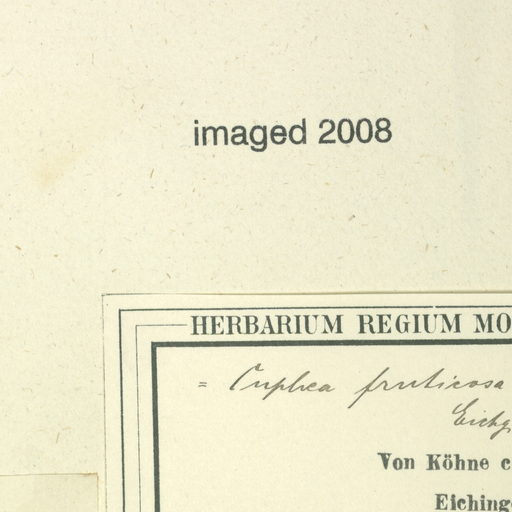 imaged 2008
HERBARIUM REGIUM MO
= Cuphea fruticosa
Von Köhne c
Eiching